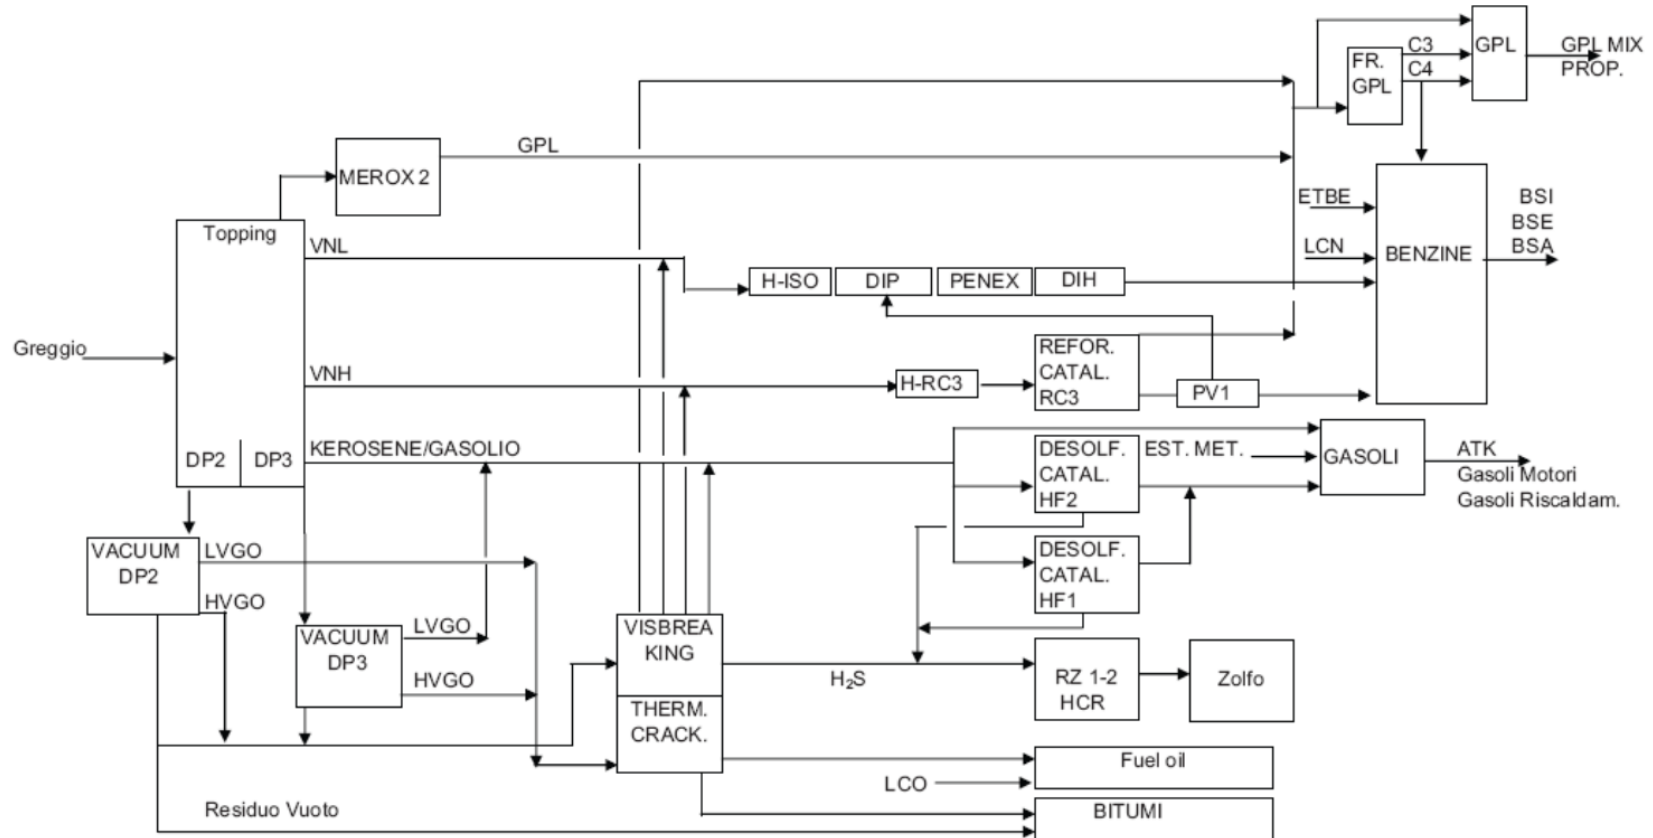 C3
GPL
GPL MIX
FR.
GPL
C4
PROP.
GPL
MEROX 2
ETBE
BSI
BSE
Topping
VNL
LCN
BENZINE
BSA
H-ISO
DIP
PENEX
DIH
Greggio
REFOR.
CATAL.
RC3
VNH
H-RC3
PV1
DP2
DP3
KEROSENE/GASOLIO
DESOLF.
CATAL.
HF2
EST. MET.
GASOLI
ATK
Gasoli Motori
Gasoli Riscaldam.
VACUUM
DP2
LVGO
HVGO
DESOLF.
CATAL.
HF1
VACUUM
DP3
LVGO
HVGO
VISBREA
KING
H₂S
RZ 1-2
HCR
Zolfo
THERM.
CRACK.
Fuel oil
LCO
Residuo Vuoto
BITUMI